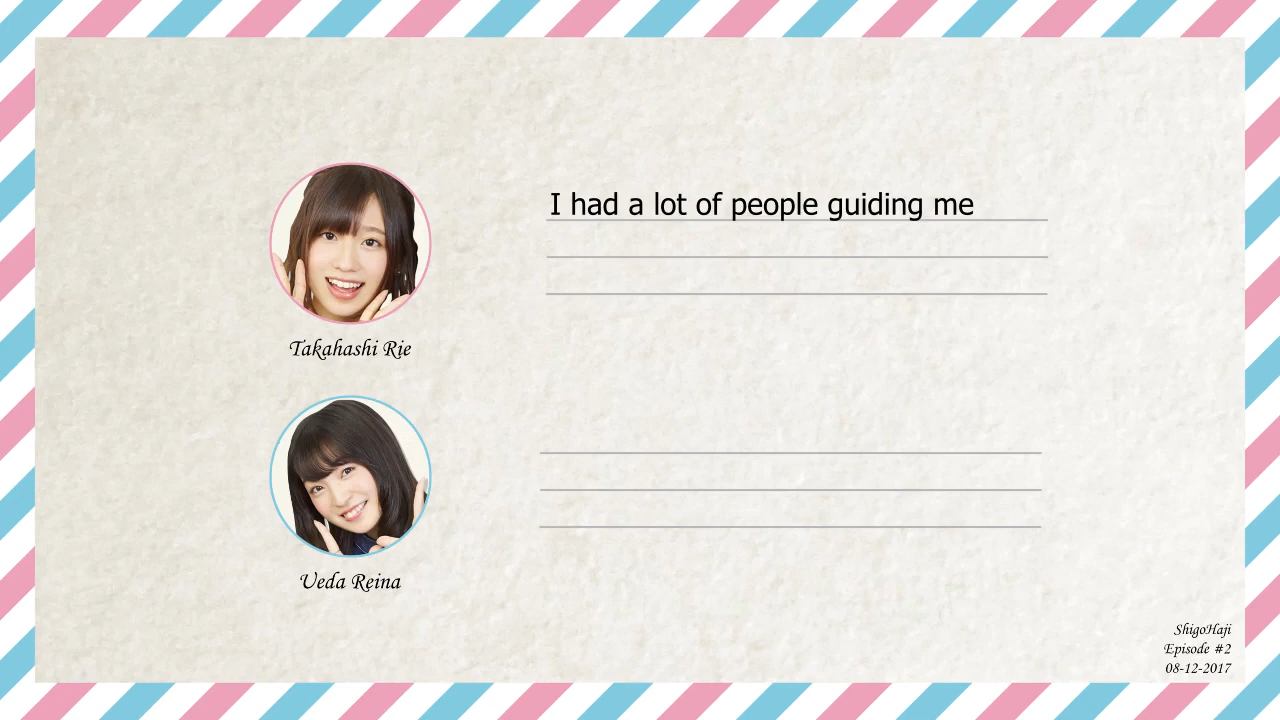 I had a lot of people guiding me
Takahashi Rie
Ueda Reina
ShigoHaji
Episode #2
08-12-2017